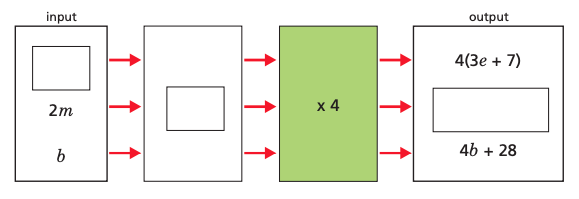 input
output
2m
b
x 4
4(3e + 7)
4b + 28